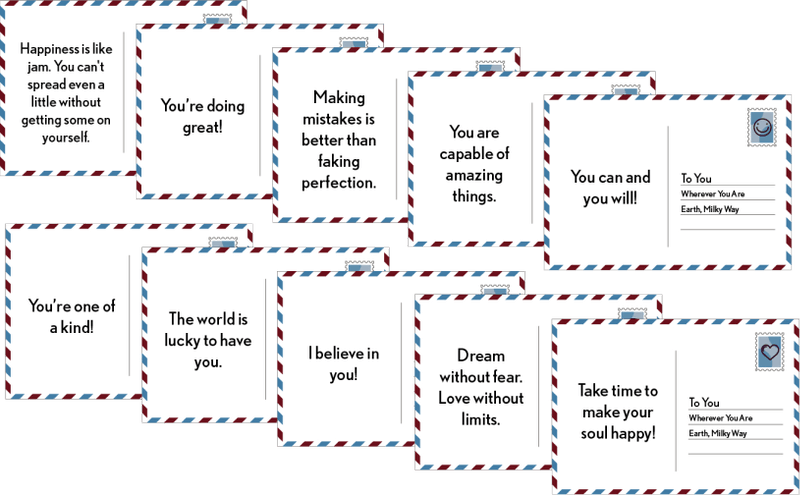 Happiness is like
jam. You can't
spread even a
little without
getting some on
yourself.
You're doing
great!
Making
mistakes is
better than
faking
perfection.
You are
capable of
amazing
things.
You can and
you will!
To You
Wherever You Are
Earth, Milky Way
You're one of
a kind!
The world is
lucky to have
you.
I believe in
you!
Dream
without fear.
Love without
limits.
Take time to
make your
soul happy!
To You
Wherever You Are
Earth, Milky Way